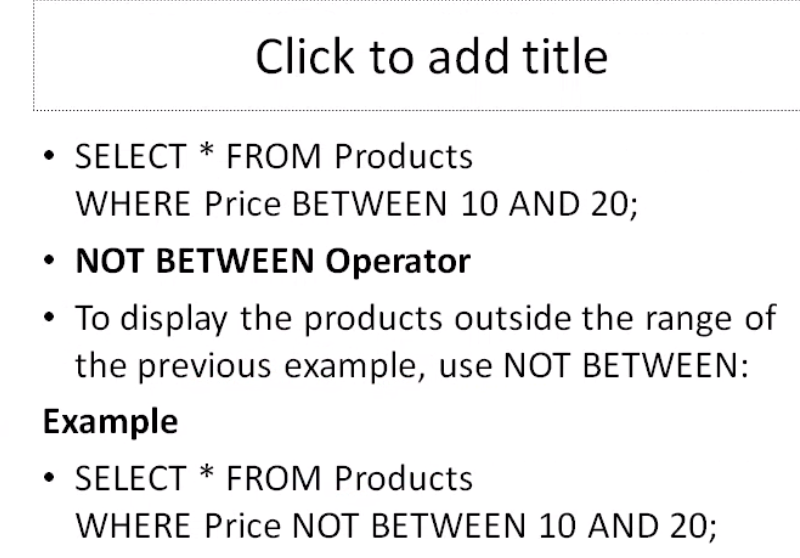 Click to add title
• SELECT * FROM Products
WHERE Price BETWEEN 10 AND 20;
• NOT BETWEEN Operator
• To display the products outside the range of
the previous example, use NOT BETWEEN:
Example
• SELECT * FROM Products
WHERE Price NOT BETWEEN 10 AND 20;